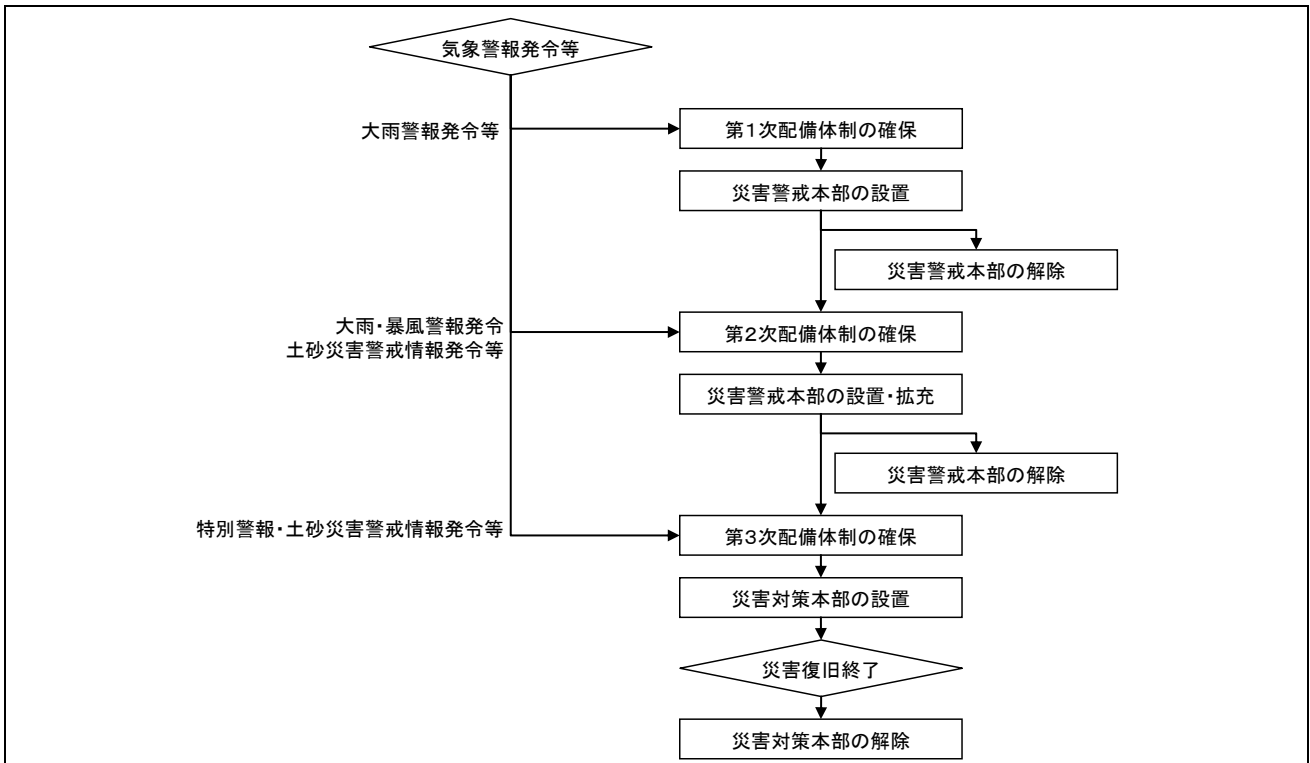 気象警報発令等
大雨警報発令等
第1次配備体制の確保
災害警戒本部の設置
災害警戒本部の解除
大雨・暴風警報発令
土砂災害警戒情報発令等
第2次配備体制の確保
災害警戒本部の設置・拡充
災害警戒本部の解除
特別警報・土砂災害警戒情報発令等
第3次配備体制の確保
災害対策本部の設置
災害復旧終了
災害対策本部の解除